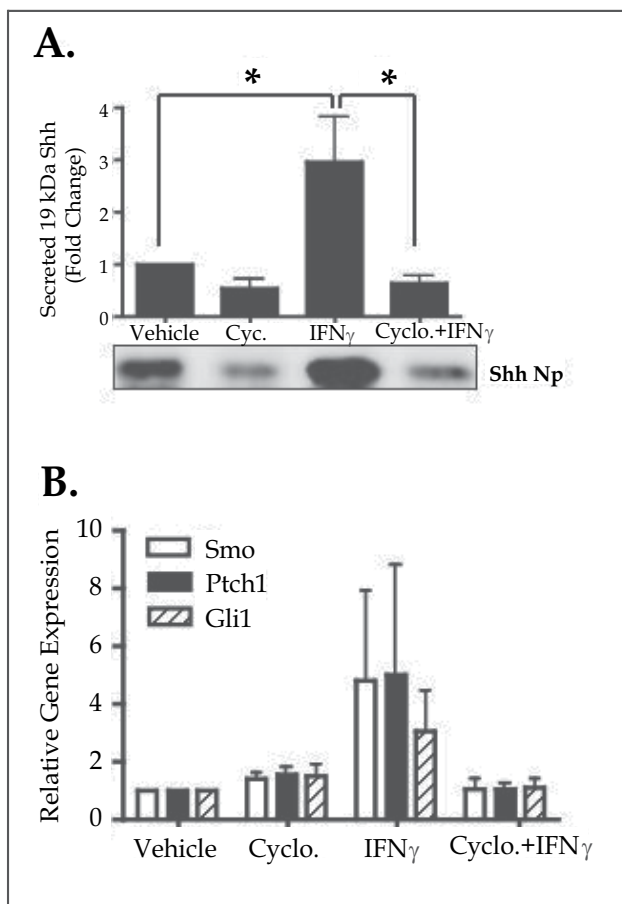 A.
*
*
Secreted 19 kDa Shh
(Fold Change)
4
3
2
1
0
Vehicle
Cyc.
IFNγ
Cyclo.+IFNγ
Shh Np
B.
Relative Gene Expression
10
8
6
4
2
0
Smo
Ptch1
Gli1
Vehicle
Cyclo.
IFNγ
Cyclo.+IFNγ